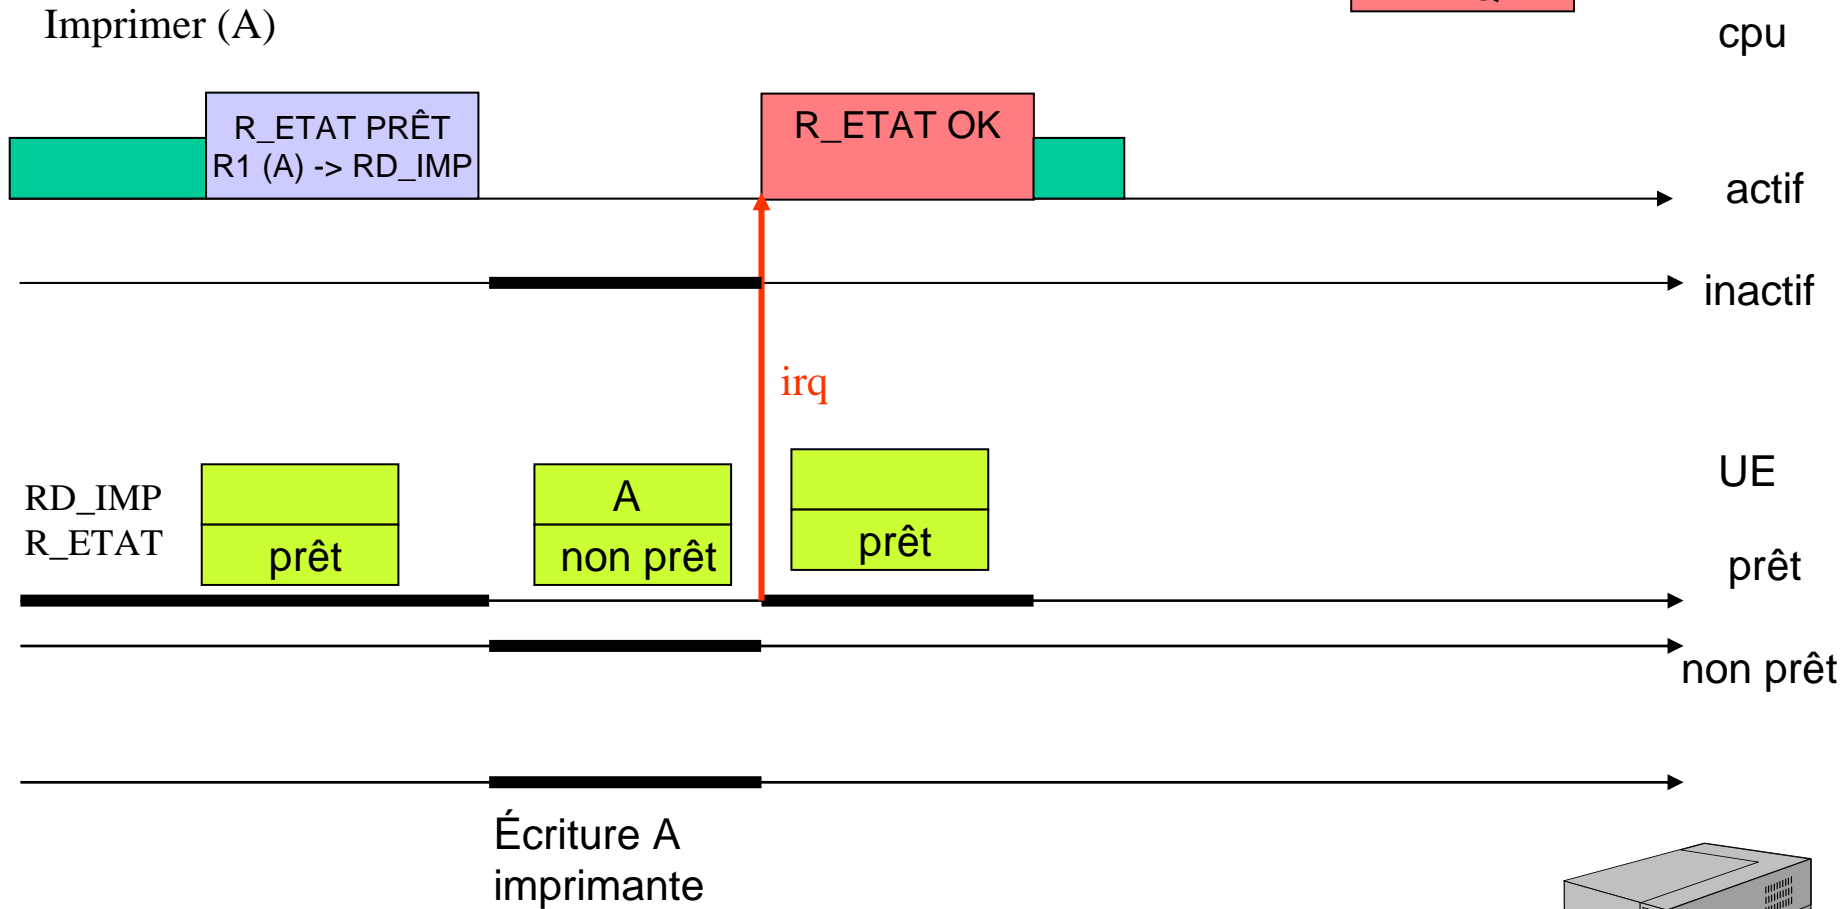 Imprimer (A)
cpu
R_ETAT PRÊT
R1 (A) -> RD_IMP
R_ETAT OK
actif
inactif
irq
UE
RD_IMP
R_ETAT
A
prêt
non prêt
prêt
prêt
non prêt
Écriture A
imprimante